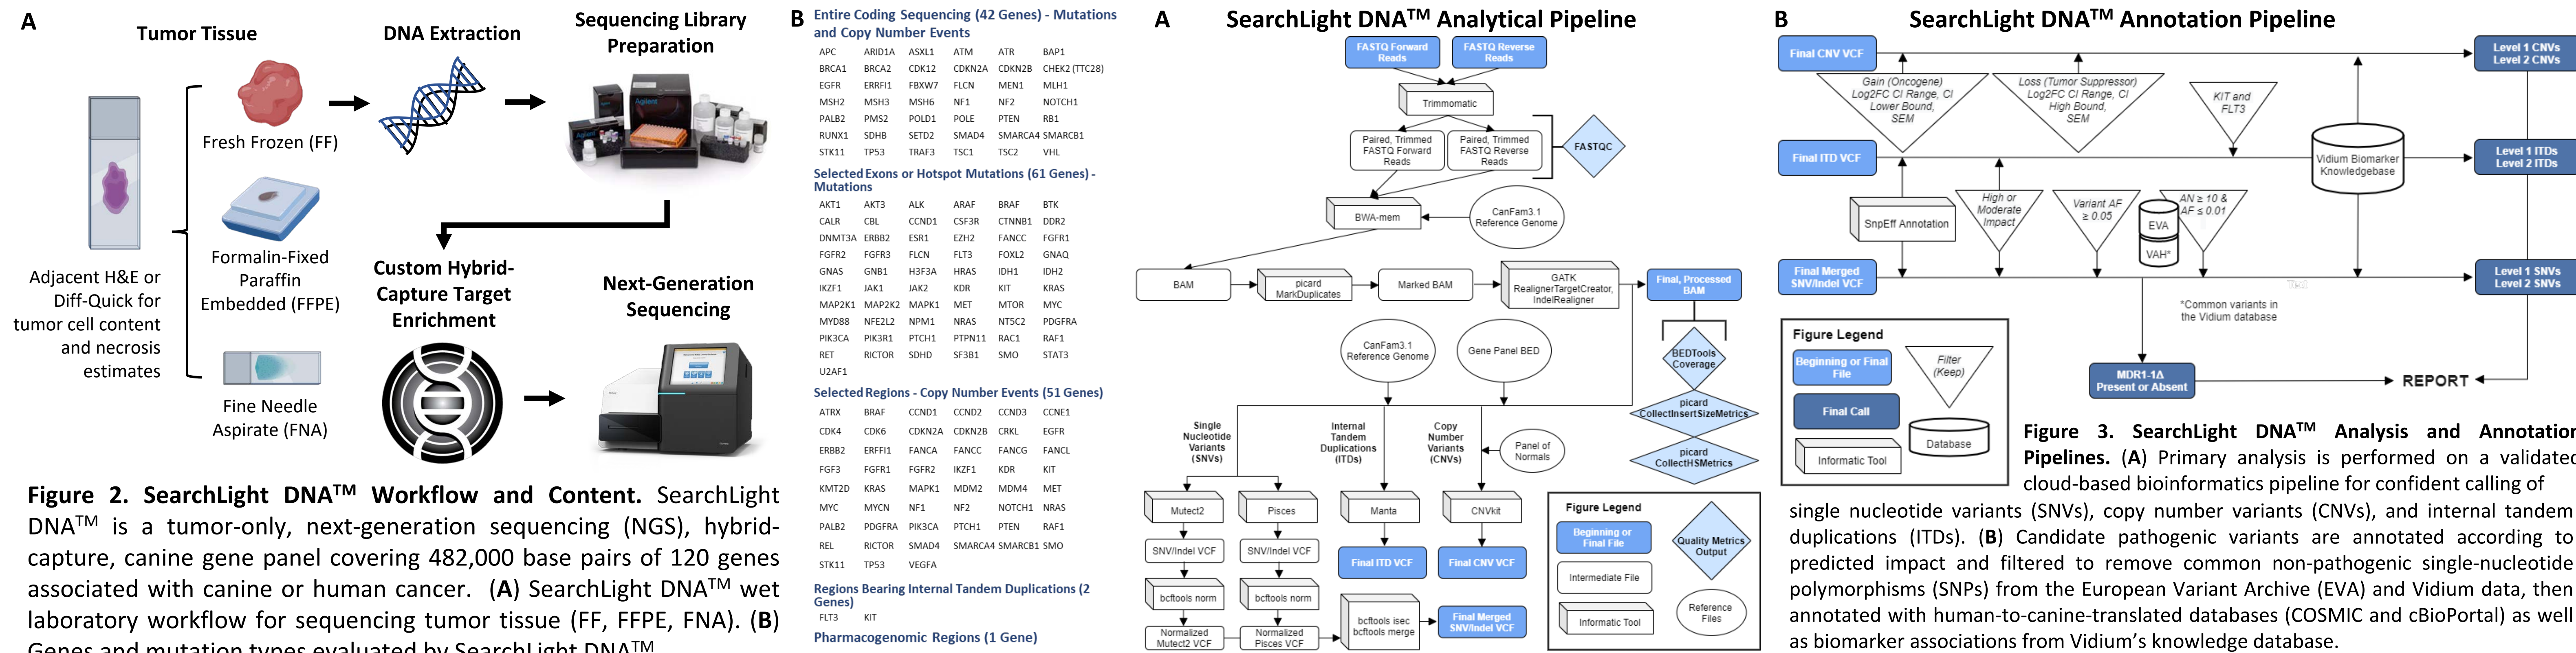 A
Tumor Tissue
DNA Extraction
Sequencing Library
Preparation
Fresh Frozen (FF)
Agilent
Formalin-Fixed
Paraffin
Embedded (FFPE)
Adjacent H&E or
Diff-Quick for
tumor cell content
and necrosis
estimates
Fine Needle
Aspirate (FNA)
Custom Hybrid-
Capture Target
Enrichment
Next-Generation
Sequencing
Figure 2. SearchLight DNA™ Workflow and Content. SearchLight
DNA™ is a tumor-only, next-generation sequencing (NGS), hybrid-
capture, canine gene panel covering 482,000 base pairs of 120 genes
associated with canine or human cancer. (A) SearchLight DNA™ wet
laboratory workflow for sequencing tumor tissue (FF, FFPE, FNA). (B)
Genes and mutation types evaluated by SearchLight DNA™
B
Entire Coding Sequencing (42 Genes) - Mutations
and Copy Number Events
APC ARID1A ASXL1 ATM ATR BAP1
BRCA1 BRCA2 CDK12 CDKN2A CDKN2B CHEK2 (TTC28)
EGFR ERRFI1 FBXW7 FLCN MEN1 MLH1
MSH2 MSH3 MSH6 NF1 NF2 NOTCH1
PALB2 PMS2 POLD1 POLE PTEN RB1
RUNX1 SDHB SETD2 SMAD4 SMARCA4 SMARCB1
STK11 TP53 TRAF3 TSC1 TSC2 VHL
Selected Exons or Hotspot Mutations (61 Genes) -
Mutations
AKT1 AKT3 ALK ARAF BRAF BTK
CALR CBL CCND1 CSF3R CTNNB1 DDR2
DNMT3A ERBB2 ESR1 EZH2 FANCC FGFR1
FGFR2 FGFR3 FLCN FLT3 FOXL2 GNAQ
GNAS GNB1 H3F3A HRAS IDH1 IDH2
IKZF1 JAK1 JAK2 KDR KIT KRAS
MAP2K1 MAP2K2 MAPK1 MET MTOR MYC
MYD88 NFE2L2 NPM1 NRAS NT5C2 PDGFRA
PIK3CA PIK3R1 PTCH1 PTPN11 RAC1 RAF1
RET RICTOR SDHD SF3B1 SMO STAT3
U2AF1
Selected Regions - Copy Number Events (51 Genes)
ATRX BRAF CCND1 CCND2 CCND3 CCNE1
CDK4 CDK6 CDKN2A CDKN2B CRKL EGFR
ERBB2 ERFFI1 FANCA FANCC FANCG FANCL
FGF3 FGFR1 FGFR2 IKZF1 KDR KIT
KMT2D KRAS MAPK1 MDM2 MDM4 MET
MYC MYCN NF1 NF2 NOTCH1 NRAS
PALB2 PDGFRA PIK3CA PTCH1 PTEN RAF1
REL RICTOR SMAD4 SMARCA4 SMARCB1 SMO
STK11 TP53 VEGFA
Regions Bearing Internal Tandem Duplications (2
Genes)
FLT3 KIT
Pharmacogenomic Regions (1 Gene)
A
SearchLight DNA™ Analytical Pipeline
FASTQ Forward
Reads
FASTQ Reverse
Reads
Trimmomatic
Paired, Trimmed
FASTQ Forward
Reads
Paired, Trimmed
FASTQ Reverse
Reads
FASTQC
BWA-mem
CanFam3.1
Reference Genome
BAM
picard
MarkDuplicates
Marked BAM
GATK
RealignerTargetCreator,
IndelRealigner
Final, Processed
BAM
CanFam3.1
Reference Genome
Gene Panel BED
BEDTools
Coverage
picard
CollectInsertSizeMetrics
picard
CollectHSMetrics
Single
Nucleotide
Variants
(SNVs)
Internal
Tandem
Duplications
(ITDs)
Copy
Number
Variants
(CNVs)
Panel of
Normals
Mutect2
Pisces
Manta
CNVkit
SNV/Indel VCF
SNV/Indel VCF
Final ITD VCF
Final CNV VCF
bcftools norm
bcftools norm
bcftools isec
bcftools merge
Final Merged
SNV/Indel VCF
Normalized
Mutect2 VCF
Normalized
Pisces VCF
Figure Legend
Beginning or
Final File
Quality Metrics
Output
Intermediate File
Informatic Tool
Reference
Files
B
SearchLight DNA™ Annotation Pipeline
Final CNV VCF
Level 1 CNVs
Level 2 CNVs
Gain (Oncogene)
Log2FC CI Range, CI
Lower Bound,
SEM
Loss (Tumor Suppressor)
Log2FC CI Range, CI
High Bound,
SEM
KIT and
FLT3
Vidium Biomarker
Knowledgebase
Final ITD VCF
Level 1 ITDs
Level 2 ITDs
SnpEff Annotation
High or
Moderate
Impact
Variant AF
≥ 0.05
EVA
VAH*
AN ≥ 10 &
AF ≤ 0.01
Final Merged
SNV/Indel VCF
Level 1 SNVs
Level 2 SNVs
Text
*Common variants in
the Vidium database
MDR1-1Δ
Present or Absent
REPORT
Figure Legend
Beginning or Final
File
Filter
(Keep)
Final Call
Informatic Tool
Database
Figure 3. SearchLight DNA™ Analysis and Annotation
Pipelines. (A) Primary analysis is performed on a validated
cloud-based bioinformatics pipeline for confident calling of
single nucleotide variants (SNVs), copy number variants (CNVs), and internal tandem
duplications (ITDs). (B) Candidate pathogenic variants are annotated according to
predicted impact and filtered to remove common non-pathogenic single-nucleotide
polymorphisms (SNPs) from the European Variant Archive (EVA) and Vidium data, then
annotated with human-to-canine-translated databases (COSMIC and cBioPortal) as well
as biomarker associations from Vidium's knowledge database.